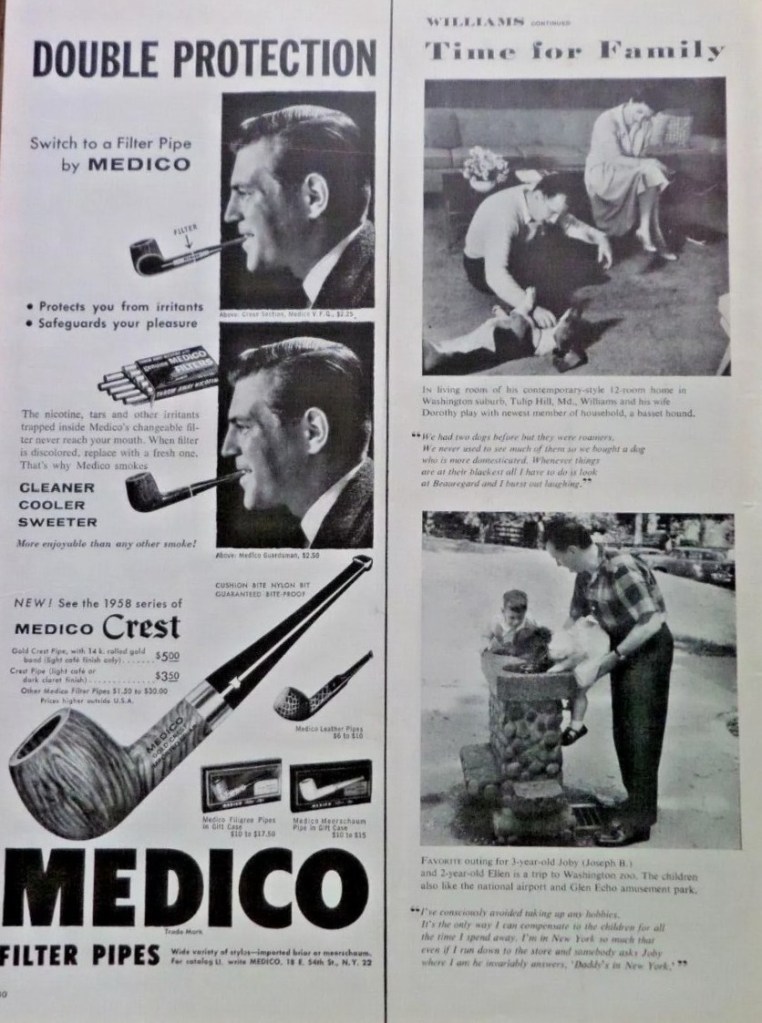 DOUBLE PROTECTION
Switch to a Filter Pipe
by MEDICO
FILTER
Above: Cross Section, Medico V.F.Q., $2.25
• Protects you from irritants
• Safeguards your pleasure
MEDICO
FILTERS
The nicotine, tars and other irritants
trapped inside Medico's changeable fil-
ter never reach your mouth. When filter
is discolored, replace with a fresh one.
That's why Medico smokes
CLEANER
COOLER
SWEETER
More enjoyable than any other smoke!
Above: Medico Guardsman, $2.50
CUSHION BITE NYLON BIT
GUARANTEED BITE-PROOF
NEW! See the 1958 series of
MEDICO Crest
Gold Crest Pipe, with 14 k. rolled gold
band (light café finish only) . . . . . . . $5.00
Crest Pipe (light café or
dark claret finish) . . . . . . . . . . . . . . $3.50
Other Medico Filter Pipes $1.50 to $30.00
Prices higher outside U.S.A.
MEDICO
GOLD CREST
Medico Leather Pipes
$6 to $10
Medico Filigree Pipes
in Gift Case
$10 to $17.50
Medico Meerschaum
Pipe in Gift Case
$10 to $15
MEDICO
Trade Mark
FILTER PIPES
Wide variety of styles—imported briar or meerschaum.
For catalog LI. write MEDICO, 18 E. 54th St., N.Y. 22
WILLIAMS CONTINUED
Time for Family
IN living room of his contemporary-style 12-room home in
Washington suburb, Tulip Hill, Md., Williams and his wife
Dorothy play with newest member of household, a basset hound.
“We had two dogs before but they were roamers.
We never used to see much of them so we bought a dog
who is more domesticated. Whenever things
are at their blackest all I have to do is look
at Beauregard and I burst out laughing.”
FAVORITE outing for 3-year-old Joby (Joseph B.)
and 2-year-old Ellen is a trip to Washington zoo. The children
also like the national airport and Glen Echo amusement park.
“I've consciously avoided taking up any hobbies.
It's the only way I can compensate to the children for all
the time I spend away. I'm in New York so much that
even if I run down to the store and somebody asks Joby
where I am he invariably answers, 'Daddy's in New York.'”